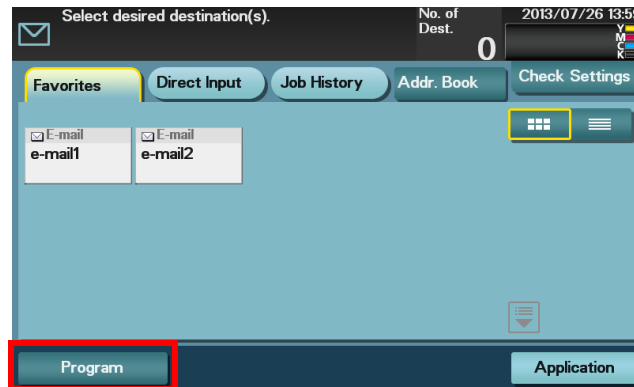 Select desired destination(s).
No. of
Dest.
0
2013/07/26 13:59
Y
M
C
K
Favorites
Direct Input
Job History
Addr. Book
Check Settings
E-mail
e-mail1
E-mail
e-mail2
Program
Application